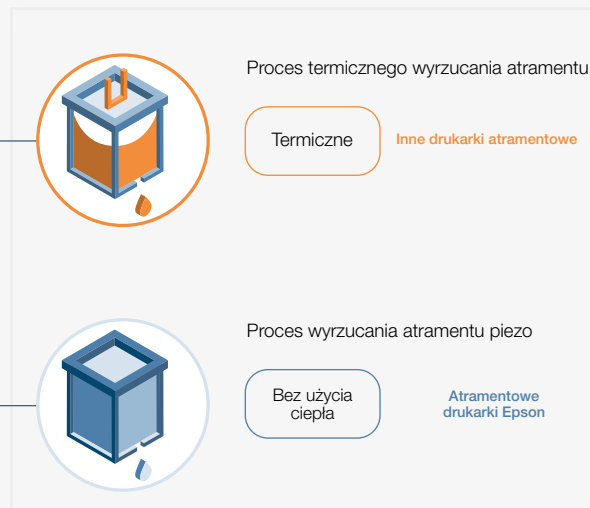 Proces termicznego wyrzucania atramentu
Termiczne
Inne drukarki atramentowe
Proces wyrzucania atramentu piezo
Bez użycia
ciepła
Atramentowe
drukarki Epson